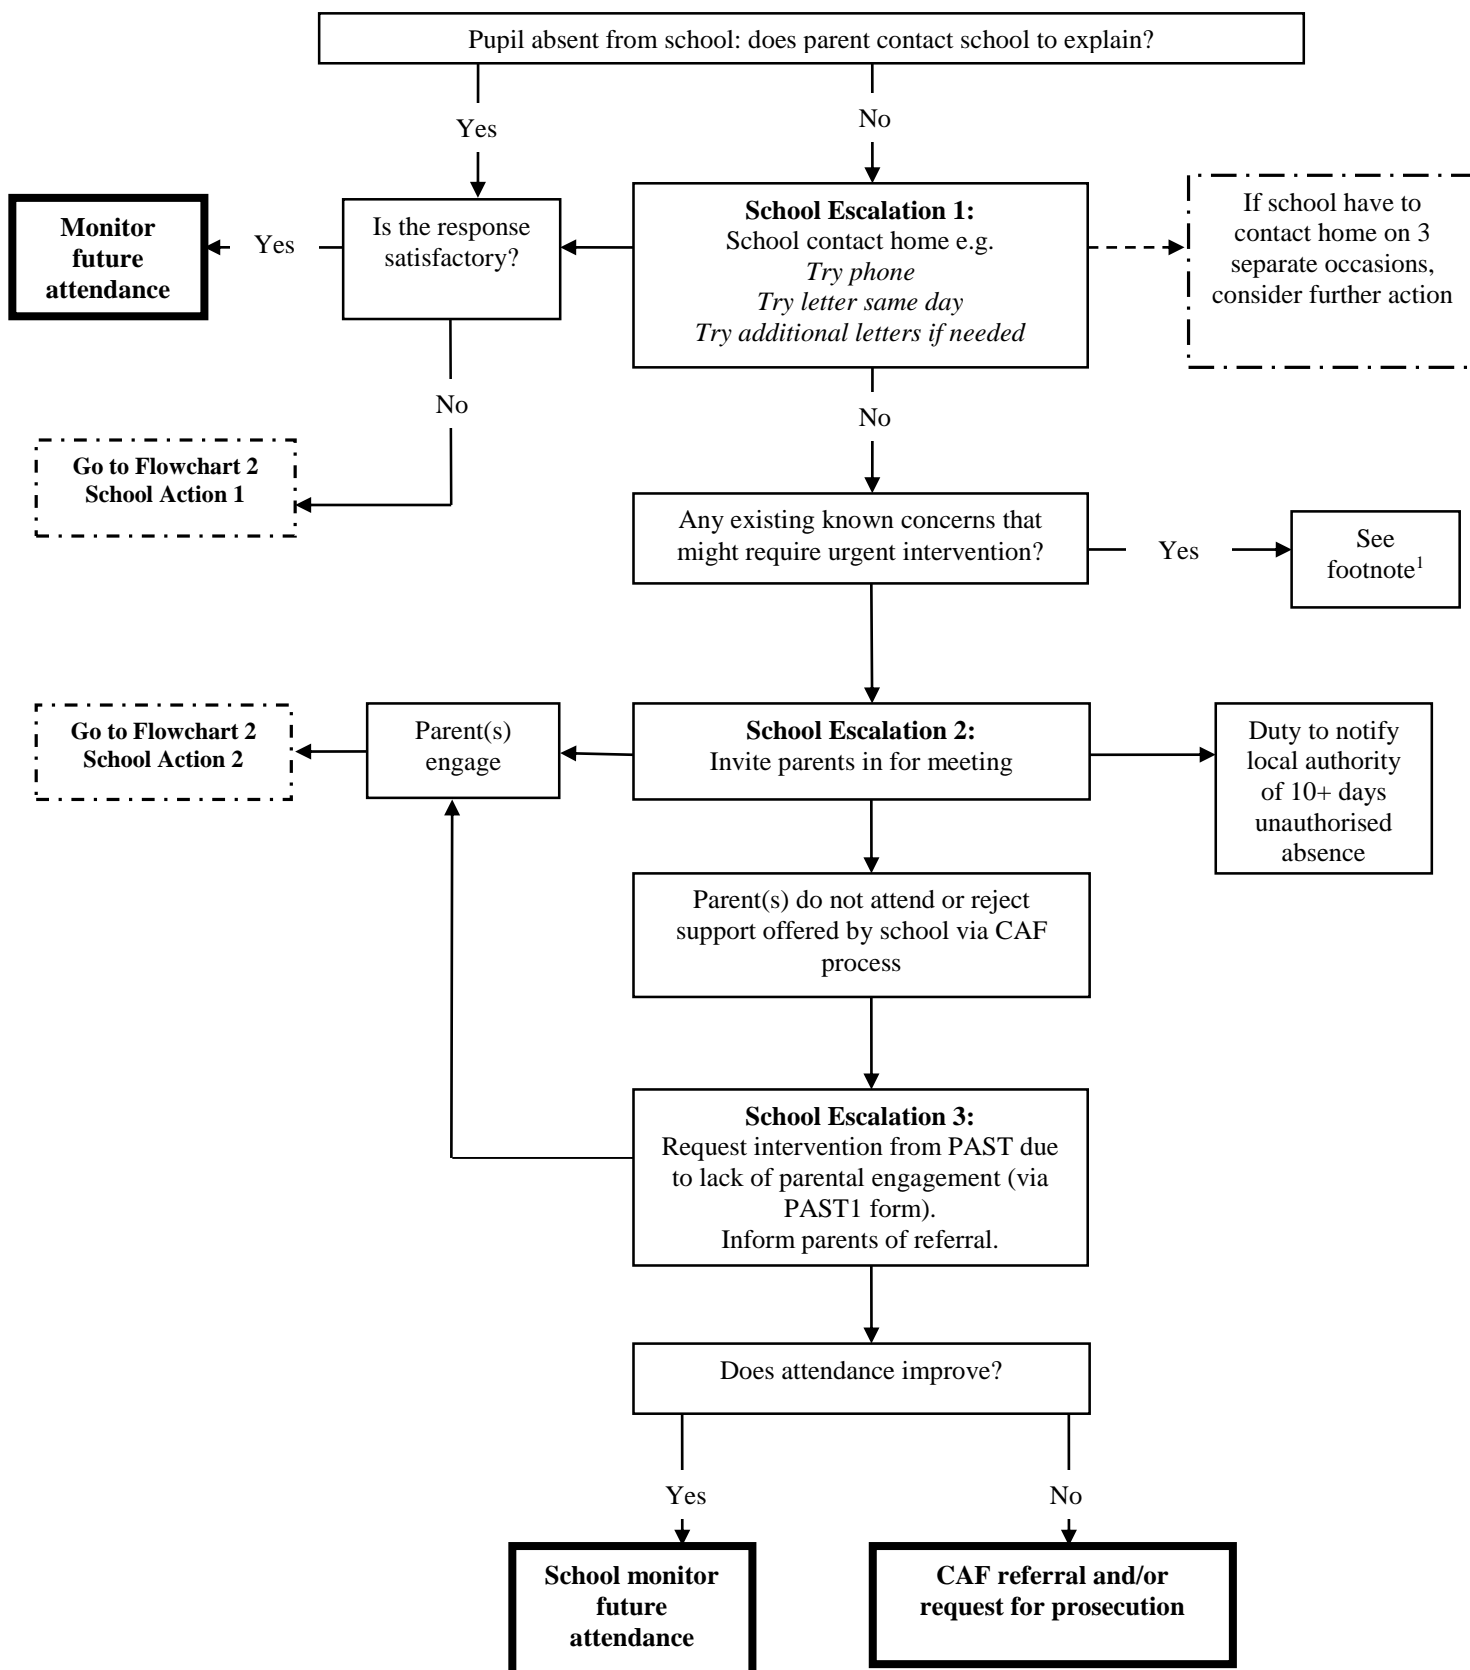 Pupil absent from school: does parent contact school to explain?
Yes
No
Monitor
future
attendance
Yes
Is the response
satisfactory?
School Escalation 1:
School contact home e.g.
Try phone
Try letter same day
Try additional letters if needed
If school have to
contact home on 3
separate occasions,
consider further action
No
No
Go to Flowchart 2
School Action 1
Any existing known concerns that
might require urgent intervention?
Yes
See
footnote1
Go to Flowchart 2
School Action 2
Parent(s)
engage
School Escalation 2:
Invite parents in for meeting
Duty to notify
local authority
of 10+ days
unauthorised
absence
Parent(s) do not attend or reject
support offered by school via CAF
process
School Escalation 3:
Request intervention from PAST due
to lack of parental engagement (via
PAST1 form).
Inform parents of referral.
Does attendance improve?
Yes
No
School monitor
future
attendance
CAF referral and/or
request for prosecution